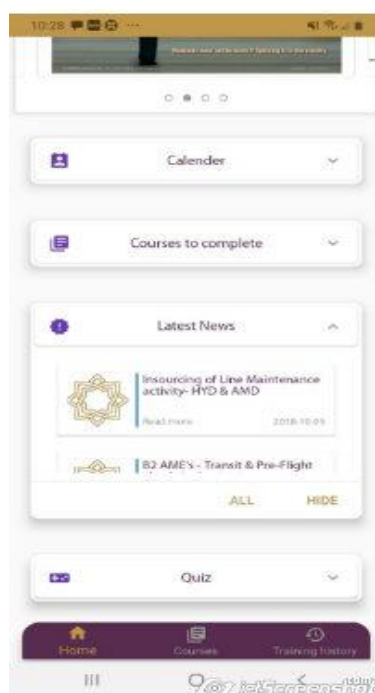 10:28
Calender
Courses to complete
Latest News
Insourcing of Line Maintenance
activity- HYD & AMD
Read more 2018-10-09
B2 AME's - Transit & Pre-Flight
ALL HIDE
Quiz
Home Courses Training history